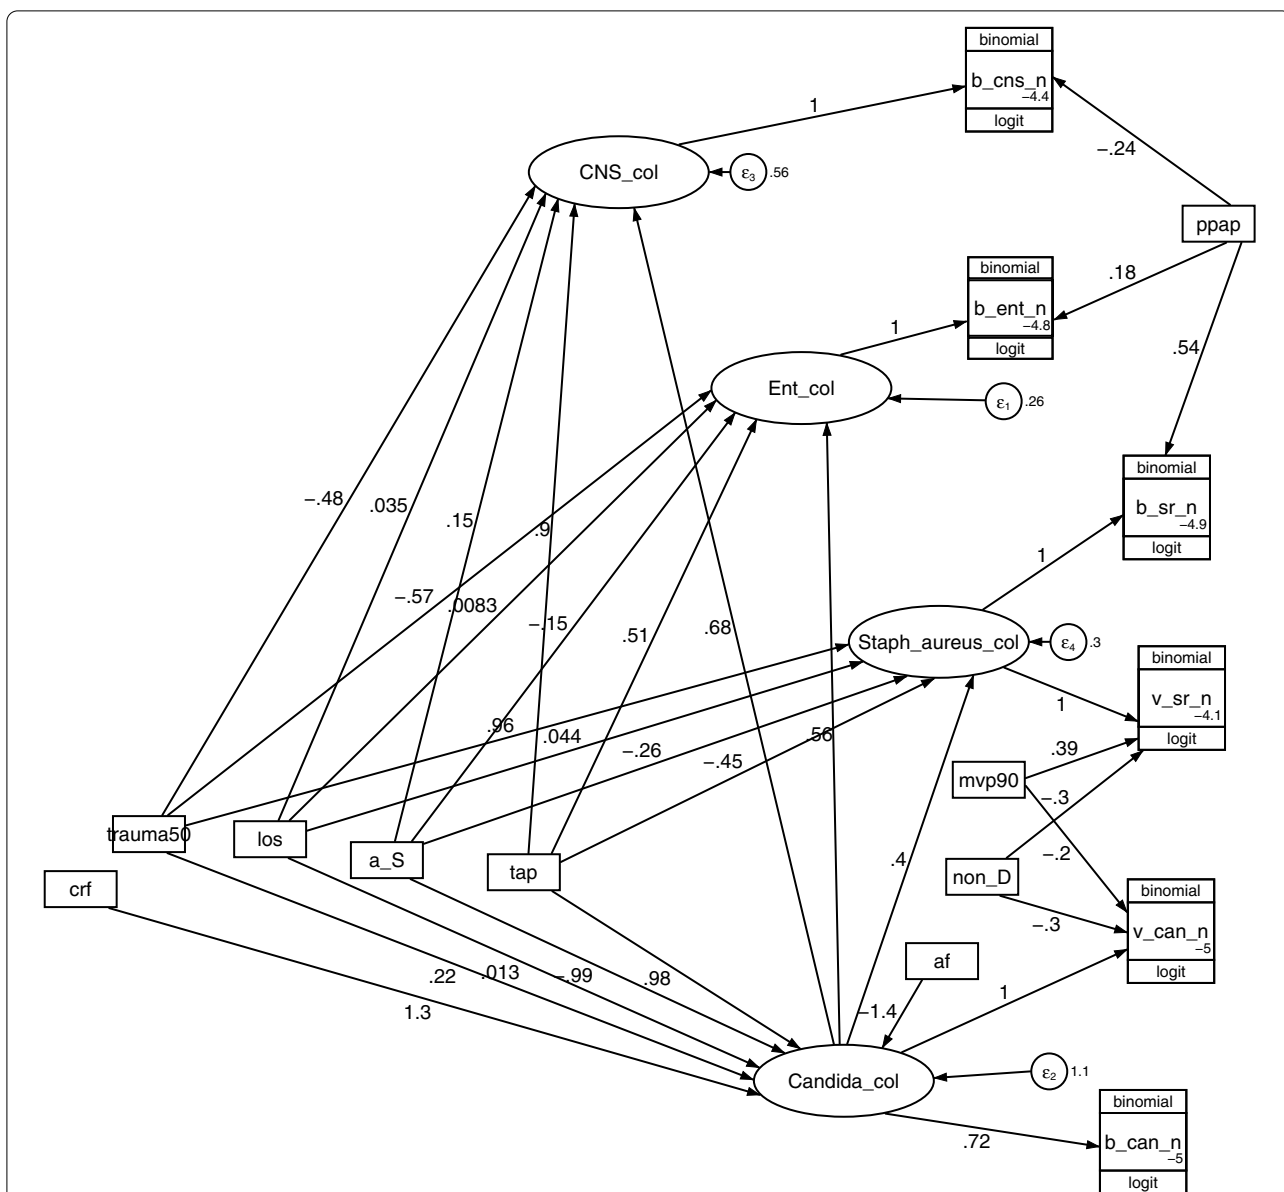 binomial
b_cns_n
−4.4
logit
1
−.24
CNS_col
ε3
.56
ppap
binomial
b_ent_n
−4.8
logit
.18
1
.54
Ent_col
ε1
.26
binomial
b_sr_n
−4.9
logit
−.48
.035
.15
.9
1
−.57
.0083
−.15
.51
.68
Staph_aureus_col
ε4
.3
binomial
v_sr_n
−4.1
logit
1
.96
.044
−.26
−.45
.56
.39
mvp90
−.3
trauma50
los
a_S
tap
−.2
.4
crf
non_D
−.3
binomial
v_can_n
−5
logit
af
.22
.013
−.99
.98
1
1.3
−1.4
Candida_col
ε2
1.1
binomial
b_can_n
−5
logit
.72